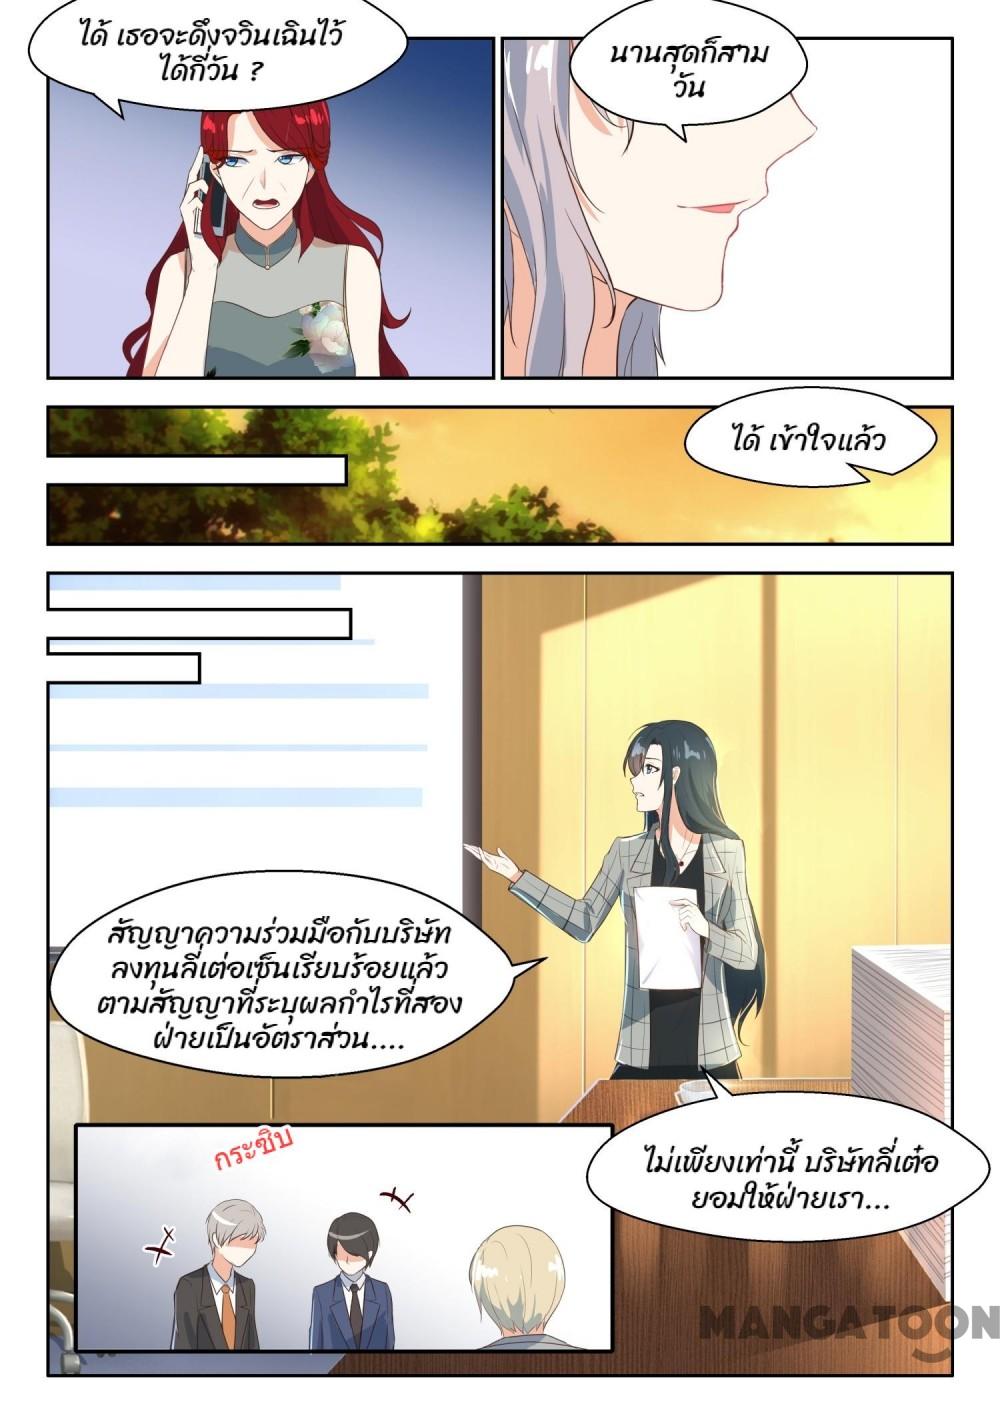 ได้ เธอจะดึงจวินเฉินไว้
ได้กี่วัน ?
นานสุดก็สาม
วัน
ได้ เข้าใจแล้ว
สัญญาความร่วมมือกับบริษัท
ลงทุนลี่เต่อเซ็นเรียบร้อยแล้ว
ตามสัญญาที่ระบุผลกำไรที่สอง
ฝ่ายเป็นอัตราส่วน....
กระซิบ
ไม่เพียงเท่านี้ บริษัทลี่เต๋อ
ยอมให้ฝ่ายเรา...
MANGATOON